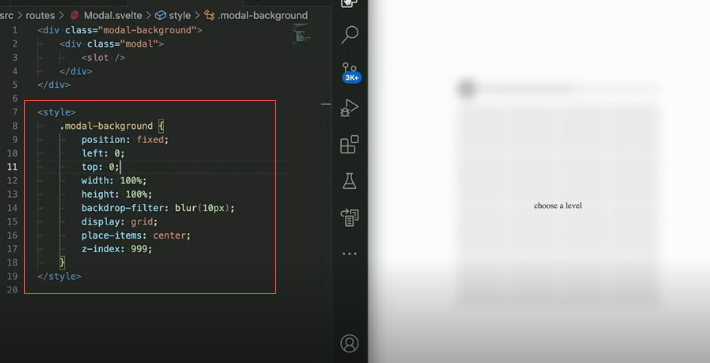 src > routes > Modal.svelte > style > .modal-background
1 <div class="modal-background">
2 <div class="modal">
3 <slot />
4 </div>
5 </div>
6
7 <style>
8 .modal-background {
9 position: fixed;
10 left: 0;
11 top: 0;
12 width: 100%;
13 height: 100%;
14 backdrop-filter: blur(10px);
15 display: grid;
16 place-items: center;
17 z-index: 999;
18 }
19 </style>
20
3K+
choose a level